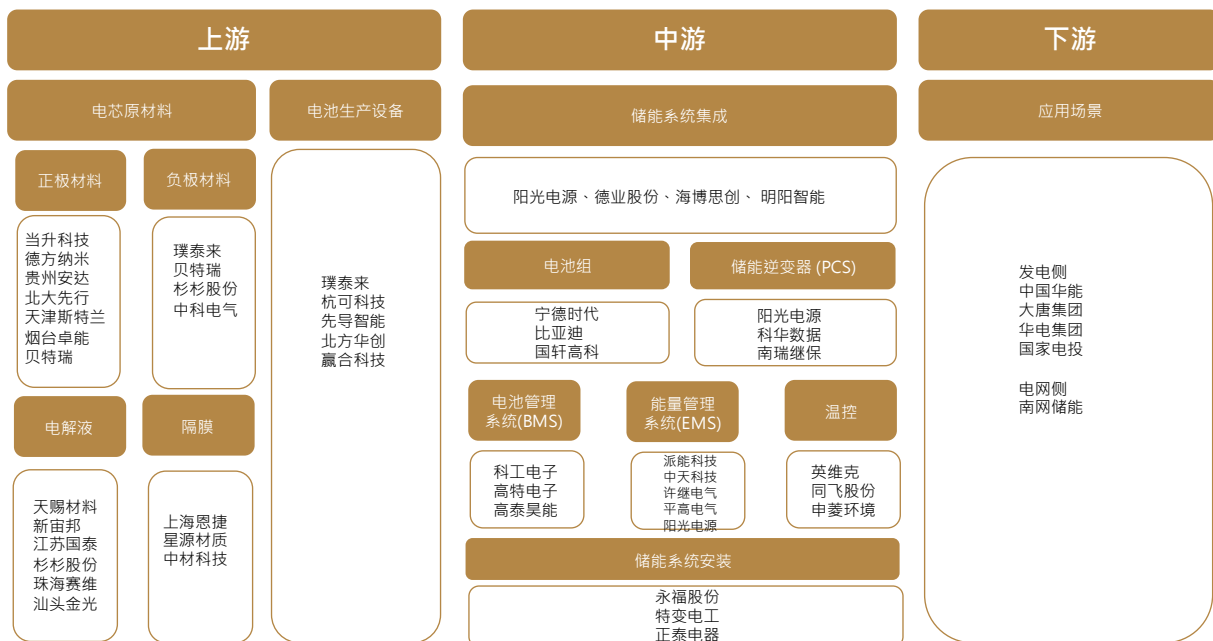 上游
电芯原材料
电池生产设备
正极材料
负极材料
当升科技
德方纳米
贵州安达
北大先行
天津斯特兰
烟台卓能
贝特瑞
璞泰来
贝特瑞
杉杉股份
中科电气
电解液
隔膜
天赐材料
新宙邦
江苏国泰
杉杉股份
珠海赛维
汕头金光
上海恩捷
星源材质
中材科技
璞泰来
杭可科技
先导智能
北方华创
赢合科技
中游
储能系统集成
阳光电源、德业股份、海博思创、 明阳智能
电池组
储能逆变器 (PCS)
宁德时代
比亚迪
国轩高科
阳光电源
科华数据
南瑞继保
电池管理
系统(BMS)
能量管理
系统(EMS)
温控
科工电子
高特电子
高泰昊能
派能科技
中天科技
许继电气
平高电气
阳光电源
英维克
同飞股份
申菱环境
储能系统安装
永福股份
特变电工
正泰电器
下游
应用场景
发电侧
中国华能
大唐集团
华电集团
国家电投
电网侧
南网储能